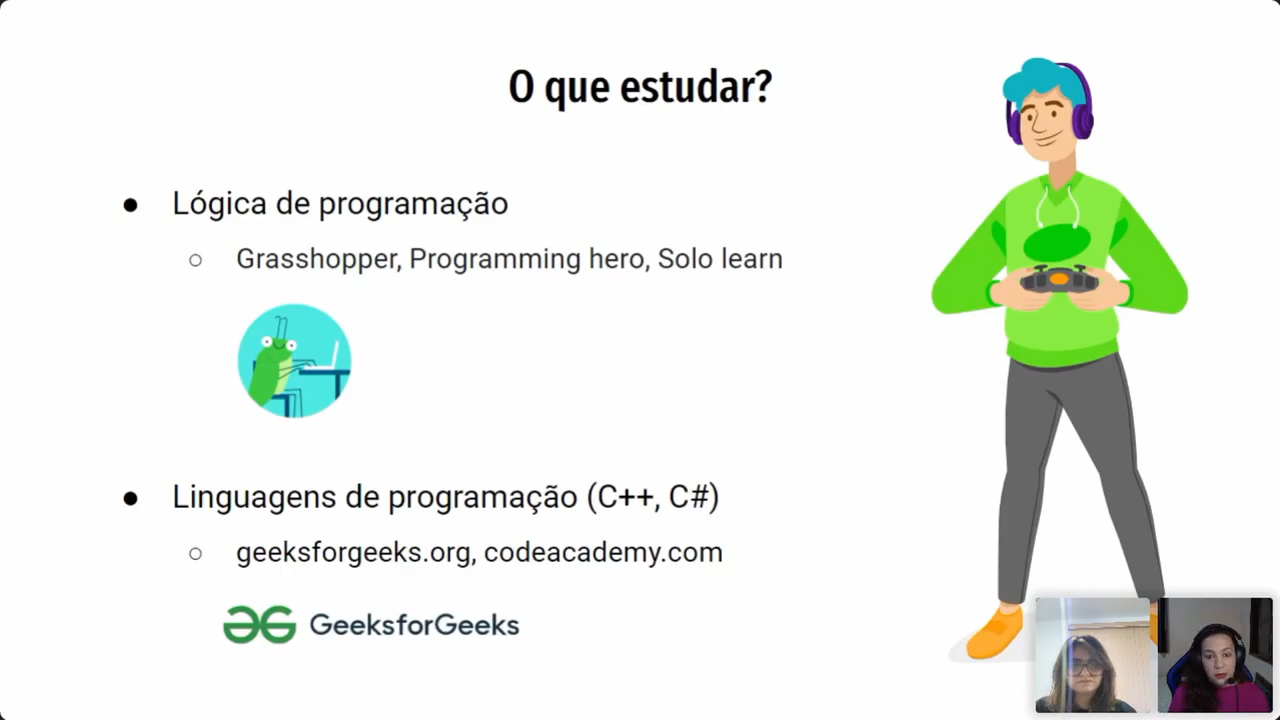 O que estudar?
● Lógica de programação
○ Grasshopper, Programming hero, Solo learn
● Linguagens de programação (C++, C#)
○ geeksforgeeks.org, codeacademy.com
GeeksforGeeks